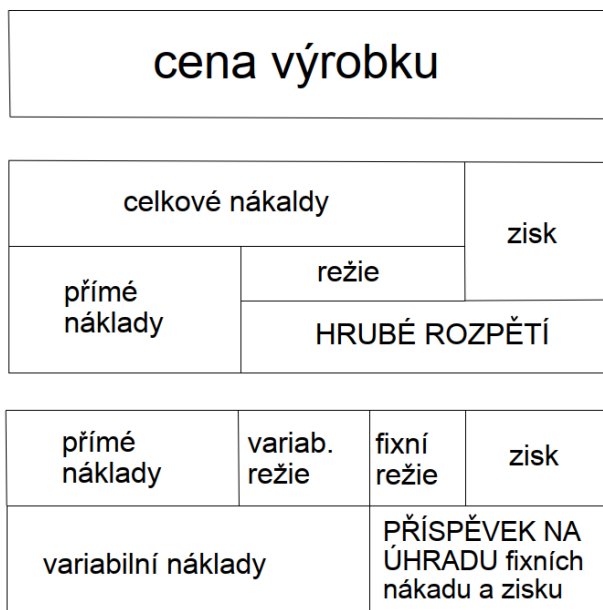 cena výrobku
celkové nákaldy
zisk
režie
přímé
náklady
HRUBÉ ROZPĚTÍ
přímé
náklady
variab.
režie
fixní
režie
zisk
variabilní náklady
PŘÍSPĚVEK NA
ÚHRADU fixních
nákadu a zisku